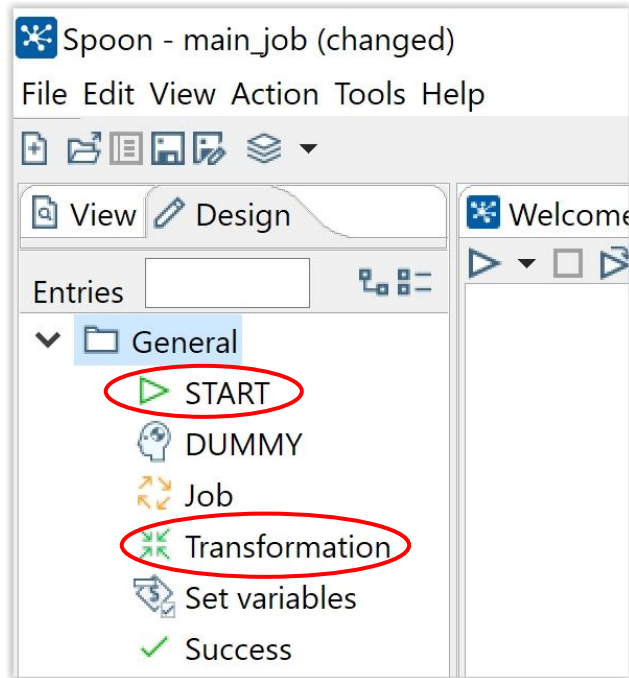 Spoon - main_job (changed)
File Edit View Action Tools Help
View Design Welcome
Entries
General
START
DUMMY
Job
Transformation
Set variables
Success